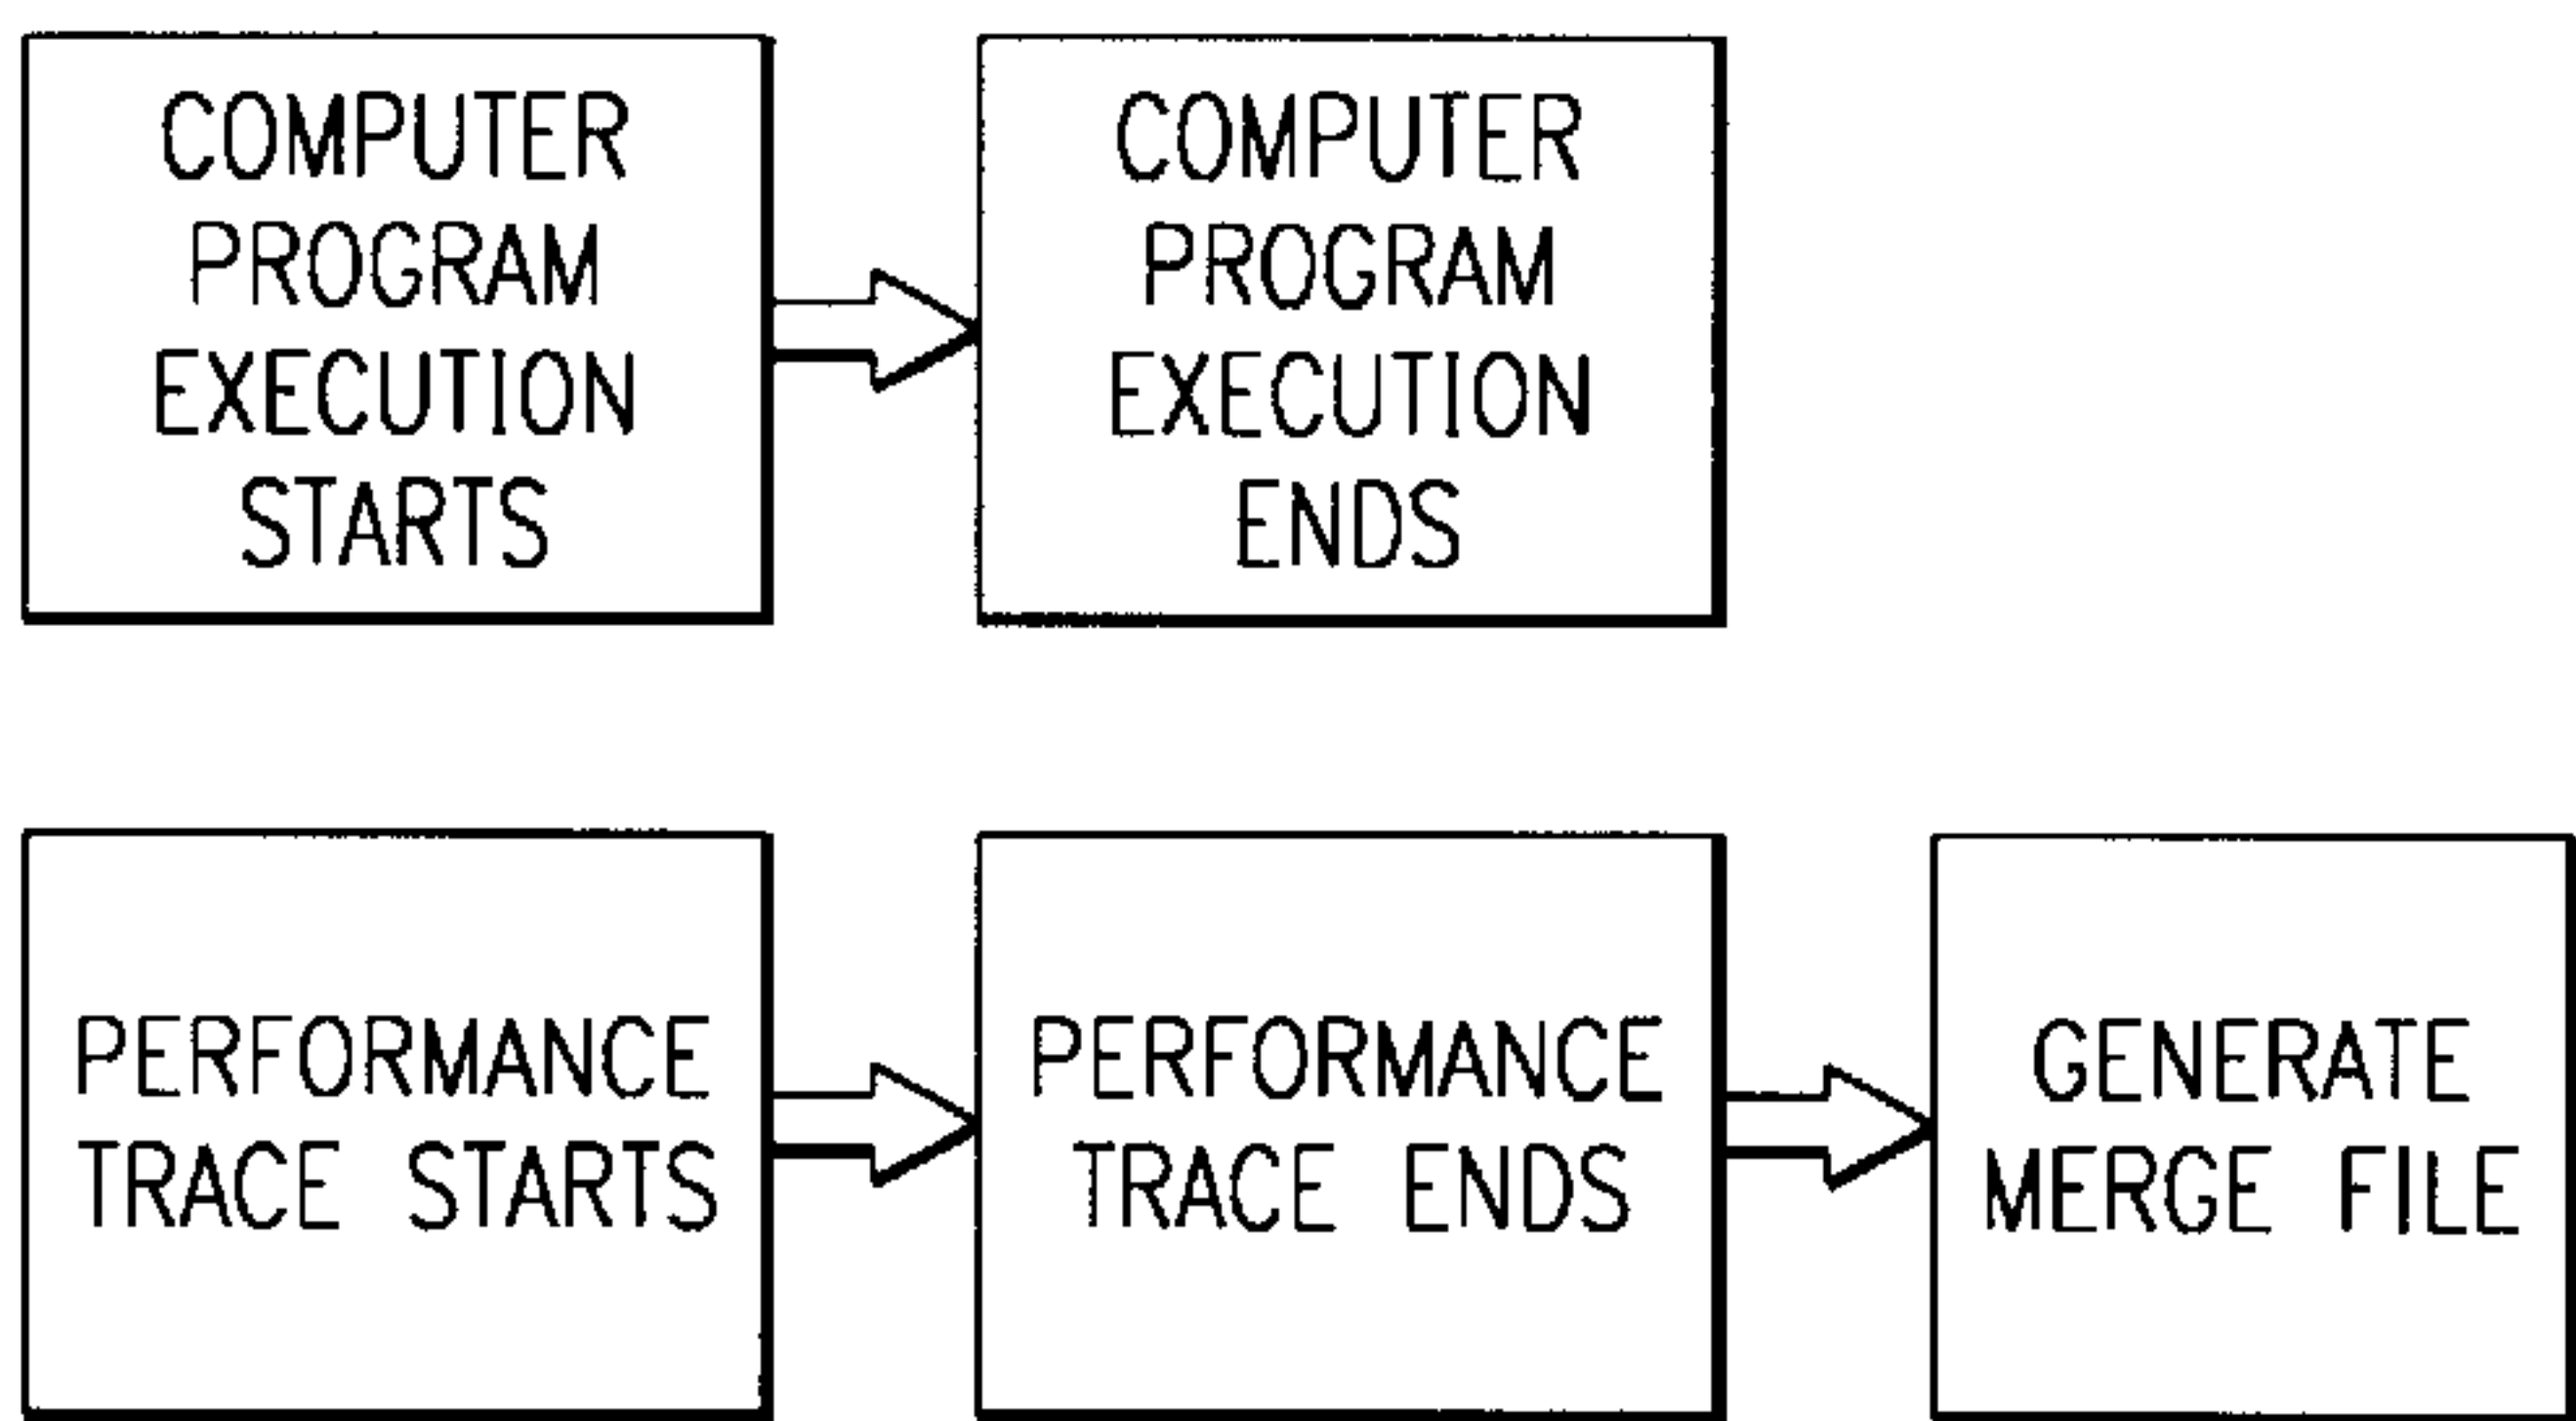 COMPUTER
PROGRAM
EXECUTION
STARTS
COMPUTER
PROGRAM
EXECUTION
ENDS
PERFORMANCE
TRACE STARTS
PERFORMANCE
TRACE ENDS
GENERATE
MERGE FILE